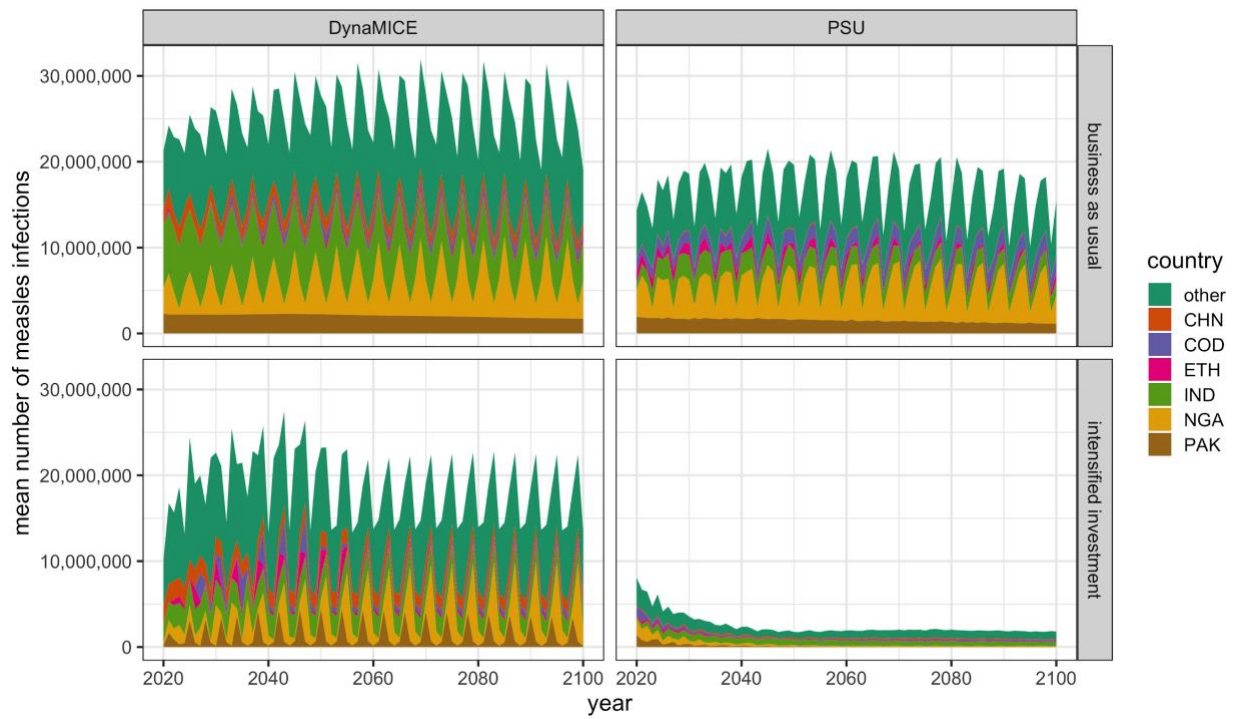 DynaMICE
PSU
30,000,000
20,000,000
10,000,000
0
business as usual
30,000,000
20,000,000
10,000,000
0
intensified investment
2020 2040 2060 2080 2100
2020 2040 2060 2080 2100
year
mean number of measles infections
country
other
CHN
COD
ETH
IND
NGA
PAK